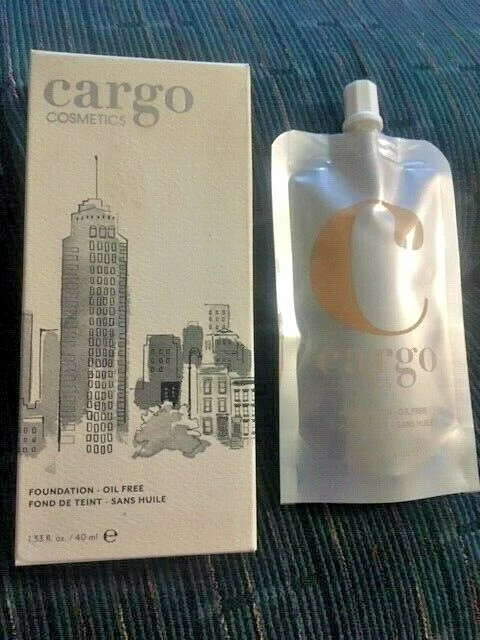 cargo
COSMETICS
FOUNDATION - OIL FREE
FOND DE TEINT - SANS HUILE
1.33 fl. oz. / 40 ml e
C
cargo
OIL FREE
SANS HUILE